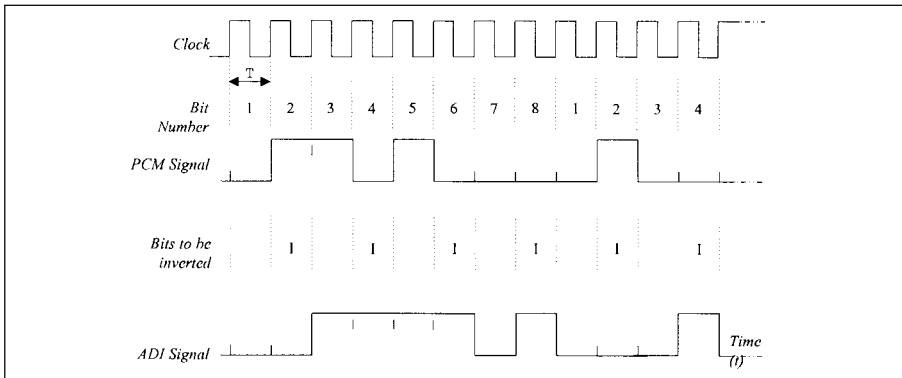 Clock
T
Bit
Number
1 2 3 4 5 6 7 8 1 2 3 4
PCM Signal
Bits to be
inverted
I I I I I I
ADI Signal
Time
(t)